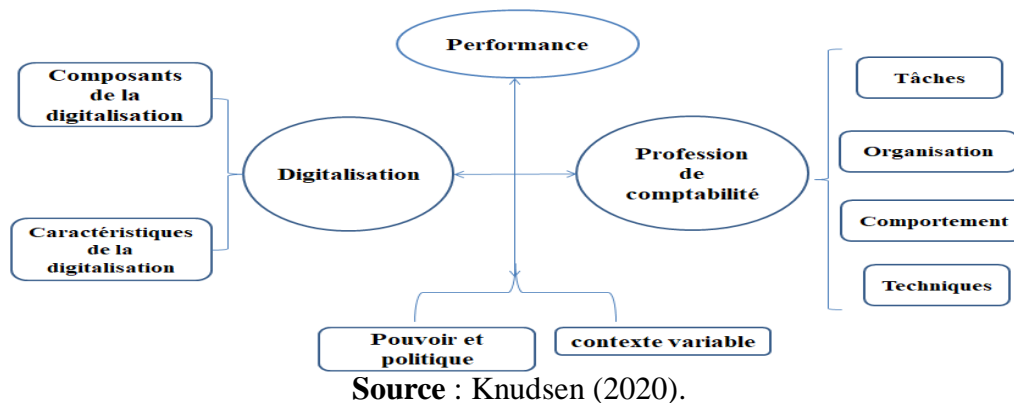 Performance
Composants
de la
digitalisation
Caractéristiques
de la
digitalisation
Digitalisation
Profession
de
comptabilité
Tâches
Organisation
Comportement
Techniques
Pouvoir et
politique
contexte variable
Source : Knudsen (2020).